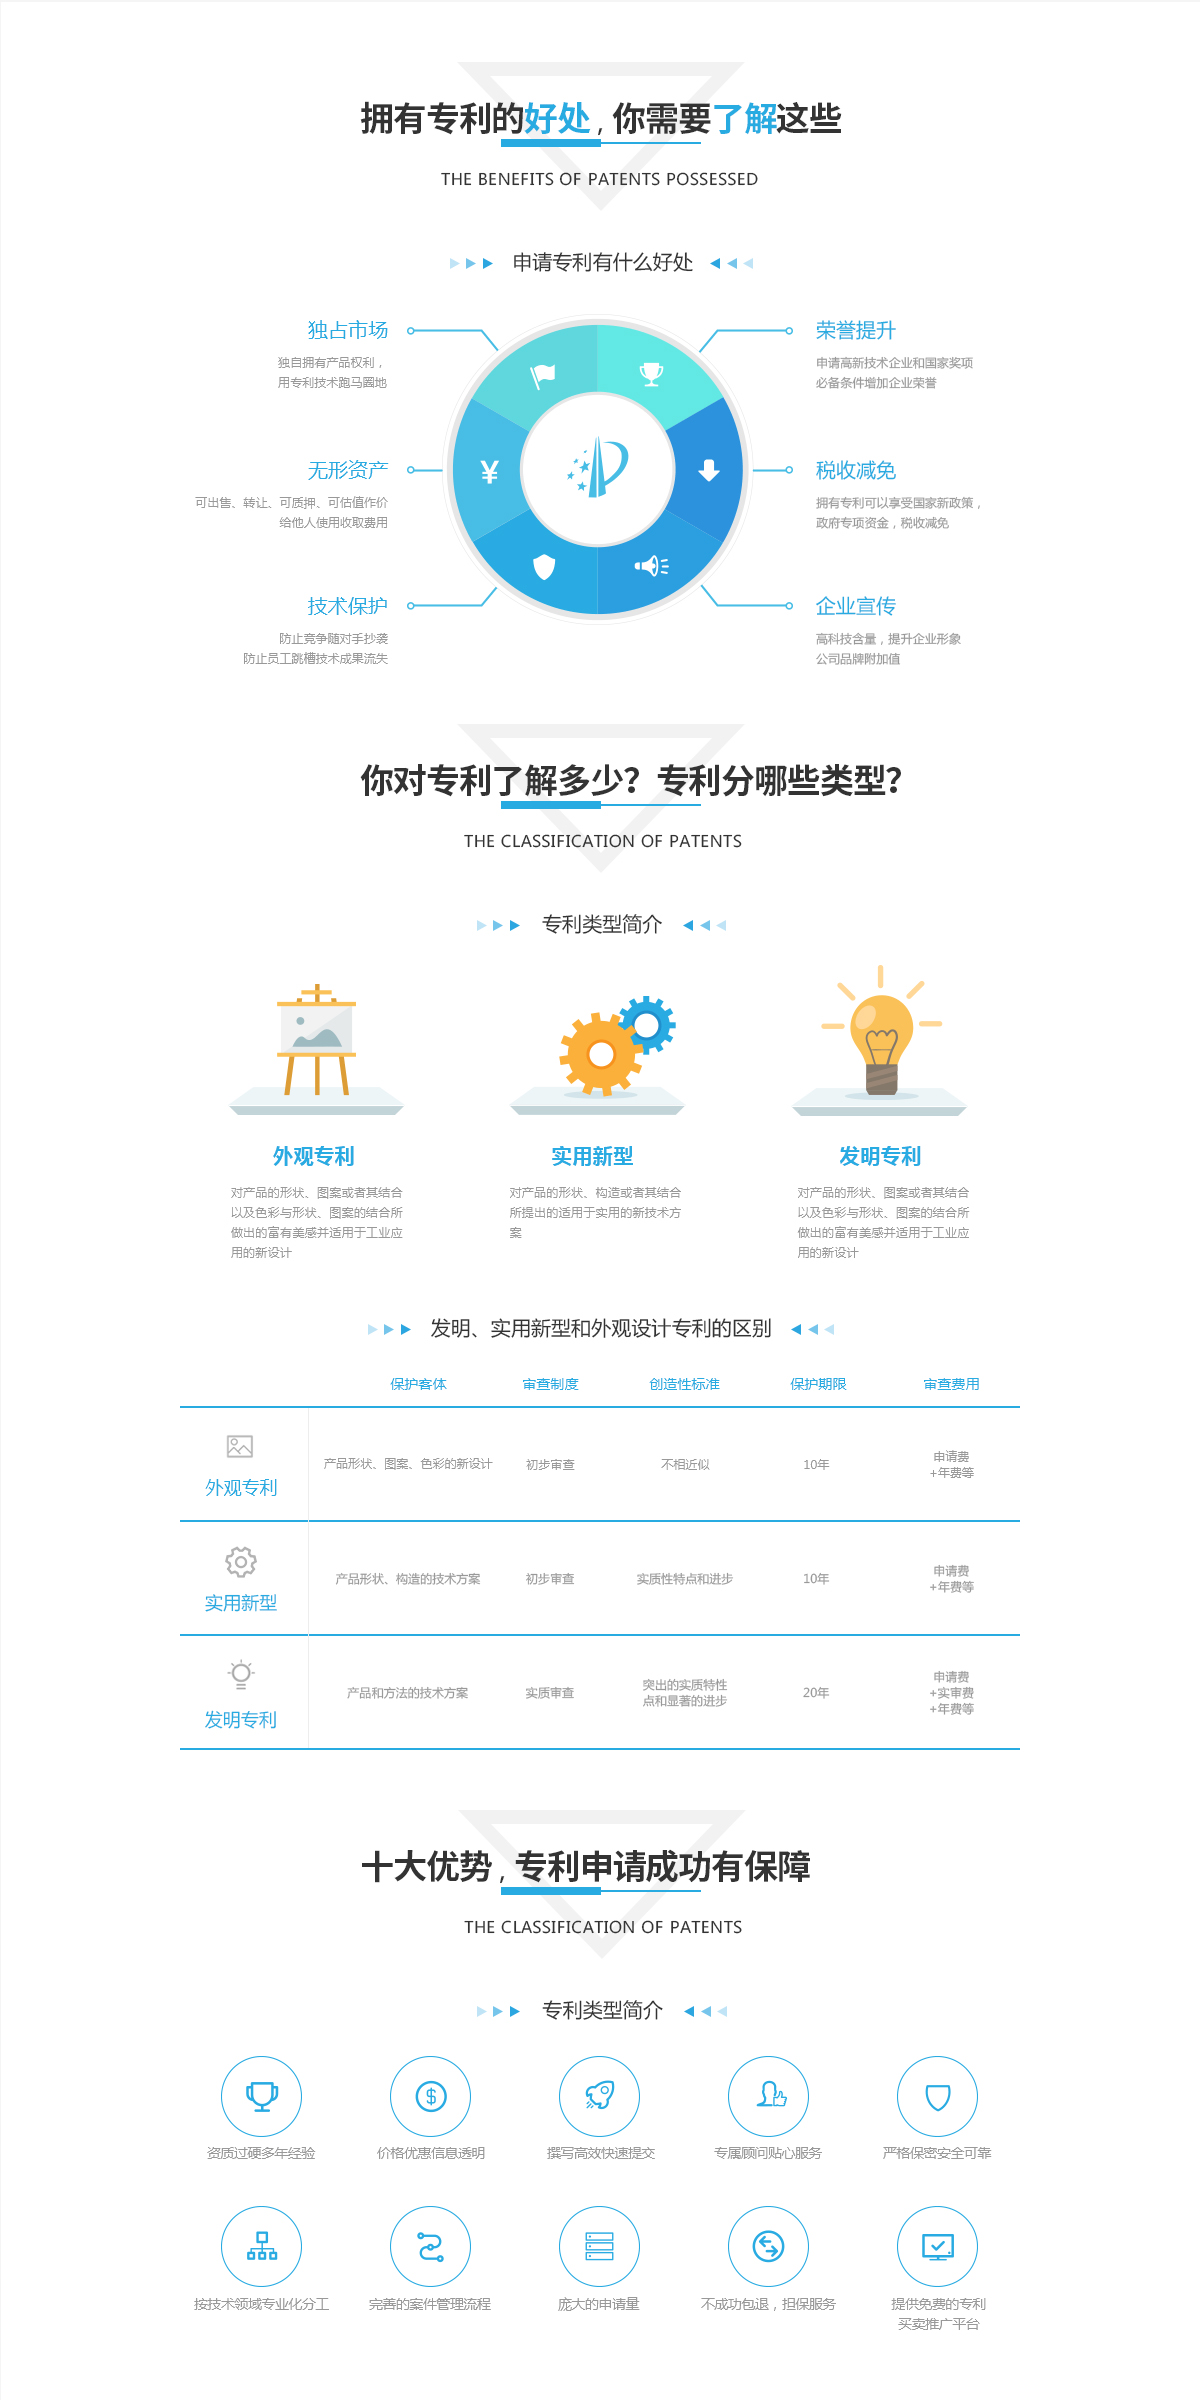 拥有专利的好处,你需要了解这些
THE BENEFITS OF PATENTS POSSESSED
申请专利有什么好处
独占市场
独自拥有产品权利，
用专利技术跑马圈地
荣誉提升
申请高新技术企业和国家奖项
必备条件增加企业荣誉
无形资产
可出售、转让、可质押、可估值作价
给他人使用收取费用
¥
税收减免
拥有专利可以享受国家新政策，
政府专项资金，税收减免
技术保护
防止竞争随对手抄袭
防止员工跳槽技术成果流失
企业宣传
高科技含量，提升企业形象
公司品牌附加值
你对专利了解多少？专利分哪些类型?
THE CLASSIFICATION OF PATENTS
专利类型简介
外观专利
对产品的形状、图案或者其结合
以及色彩与形状、图案的结合所
做出的富有美感并适用于工业应
用的新设计
实用新型
对产品的形状、构造或者其结合
所提出的适用于实用的新技术方
案
发明专利
对产品的形状、图案或者其结合
以及色彩与形状、图案的结合所
做出的富有美感并适用于工业应
用的新设计
发明、实用新型和外观设计专利的区别
保护客体 审查制度 创造性标准 保护期限 审查费用
外观专利
产品形状、图案、色彩的新设计
初步审查
不相近似
10年
申请费
+年费等
实用新型
产品形状、构造的技术方案
初步审查
实质性特点和进步
10年
申请费
+年费等
发明专利
产品和方法的技术方案
实质审查
突出的实质特性
点和显著的进步
20年
申请费
+实审费
+年费等
十大优势,专利申请成功有保障
THE CLASSIFICATION OF PATENTS
专利类型简介
$
资质过硬多年经验
价格优惠信息透明
撰写高效快速提交
专属顾问贴心服务
严格保密安全可靠
按技术领域专业化分工
完善的案件管理流程
庞大的申请量
不成功包退，担保服务
提供免费的专利
买卖推广平台